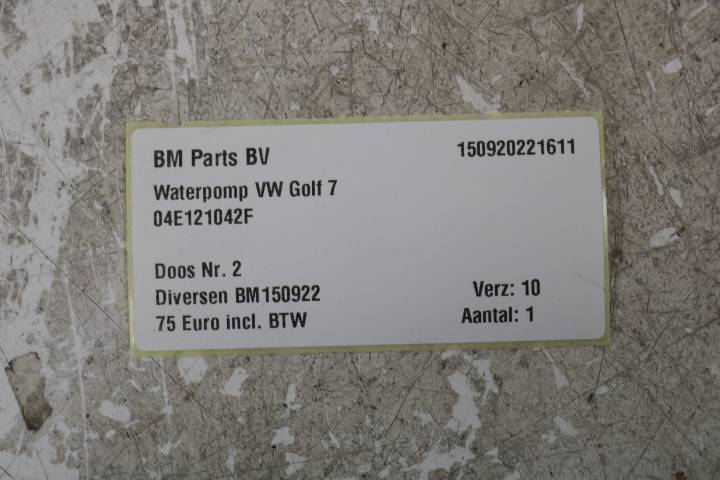 BM Parts BV 150920221611
Waterpomp VW Golf 7
04E121042F
Doos Nr. 2
Diversen BM150922 Verz: 10
75 Euro incl. BTW Aantal: 1